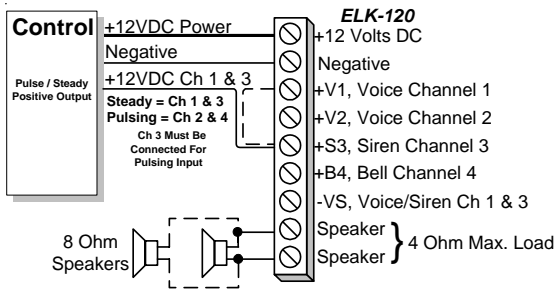 ELK-120
Control
+12VDC Power
Negative
+12VDC Ch 1 & 3
Pulse / Steady
Positive Output
Steady = Ch 1 & 3
Pulsing = Ch 2 & 4
Ch 3 Must Be
Connected For
Pulsing Input
+12 Volts DC
Negative
+V1, Voice Channel 1
+V2, Voice Channel 2
+S3, Siren Channel 3
+B4, Bell Channel 4
-VS, Voice/Siren Ch 1 & 3
Speaker
Speaker
} 4 Ohm Max. Load
8 Ohm
Speakers